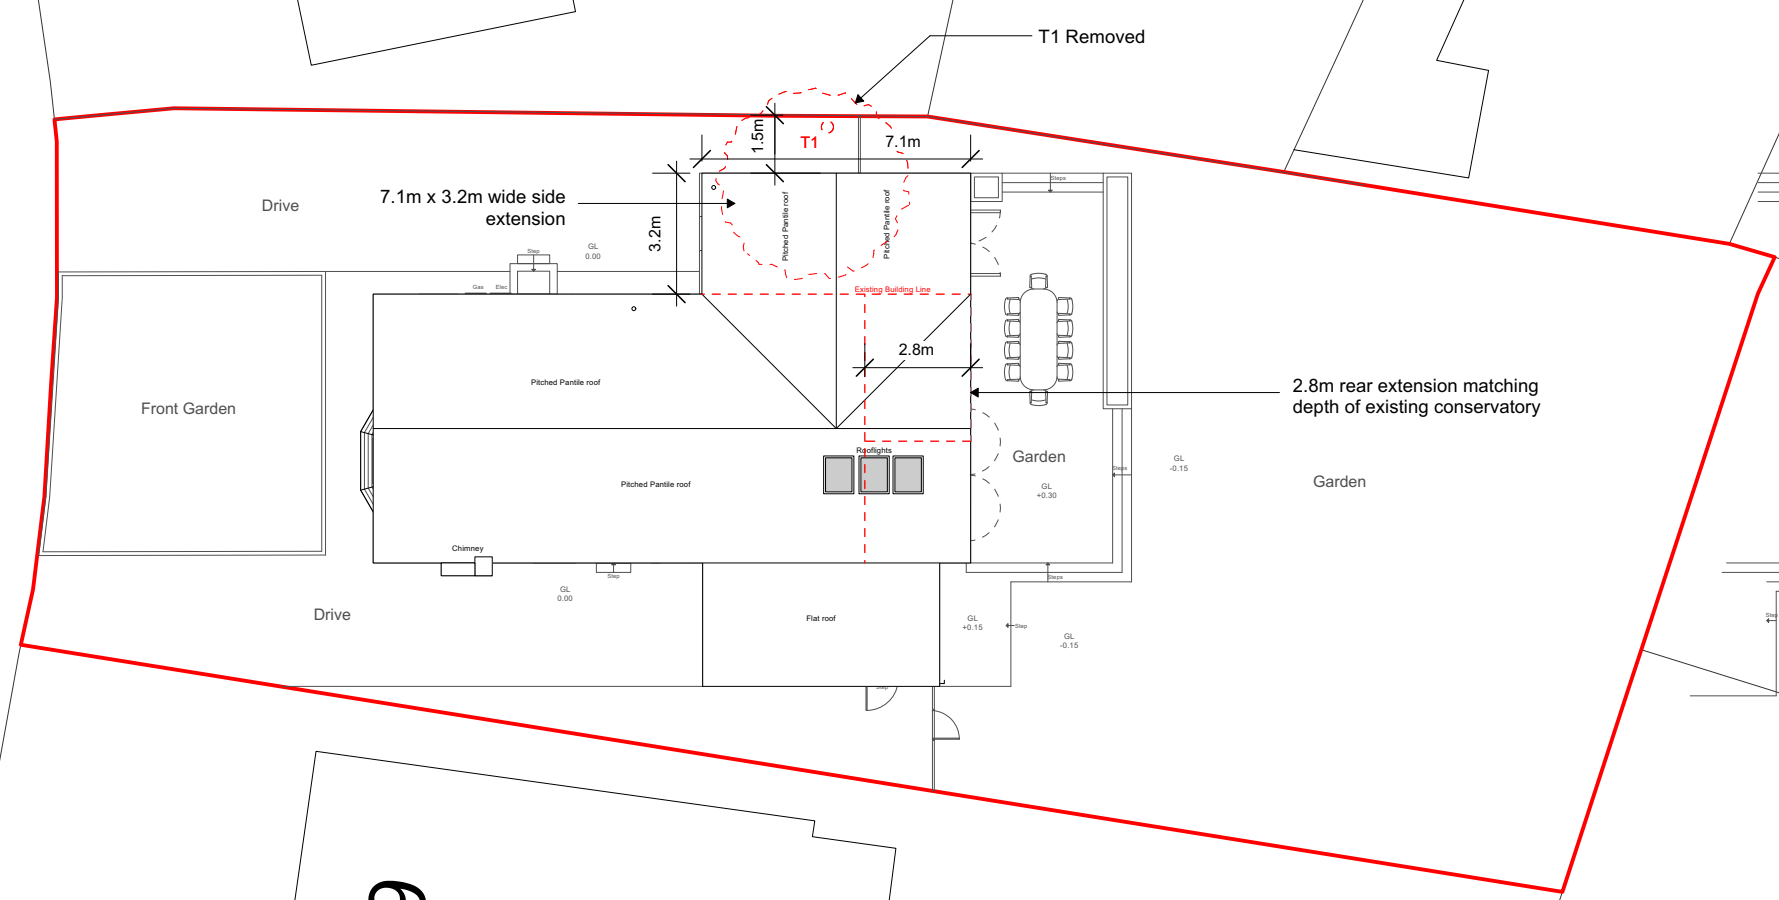 T1 Removed
1.5m
T1
7.1m
Steps
7.1m x 3.2m wide side
extension
Drive
Pitched Pantile roof
Pitched Pantile roof
3.2m
GL
0.00
Step
Gas
Elec
Existing Building Line
2.8m
Pitched Pantile roof
2.8m rear extension matching
depth of existing conservatory
Front Garden
Rooflights
Garden
Steps
GL
-0.15
Pitched Pantile roof
GL
+0.30
Garden
Chimney
Step
Steps
GL
0.00
Drive
Flat roof
GL
+0.15
Step
GL
-0.15
Step
Step